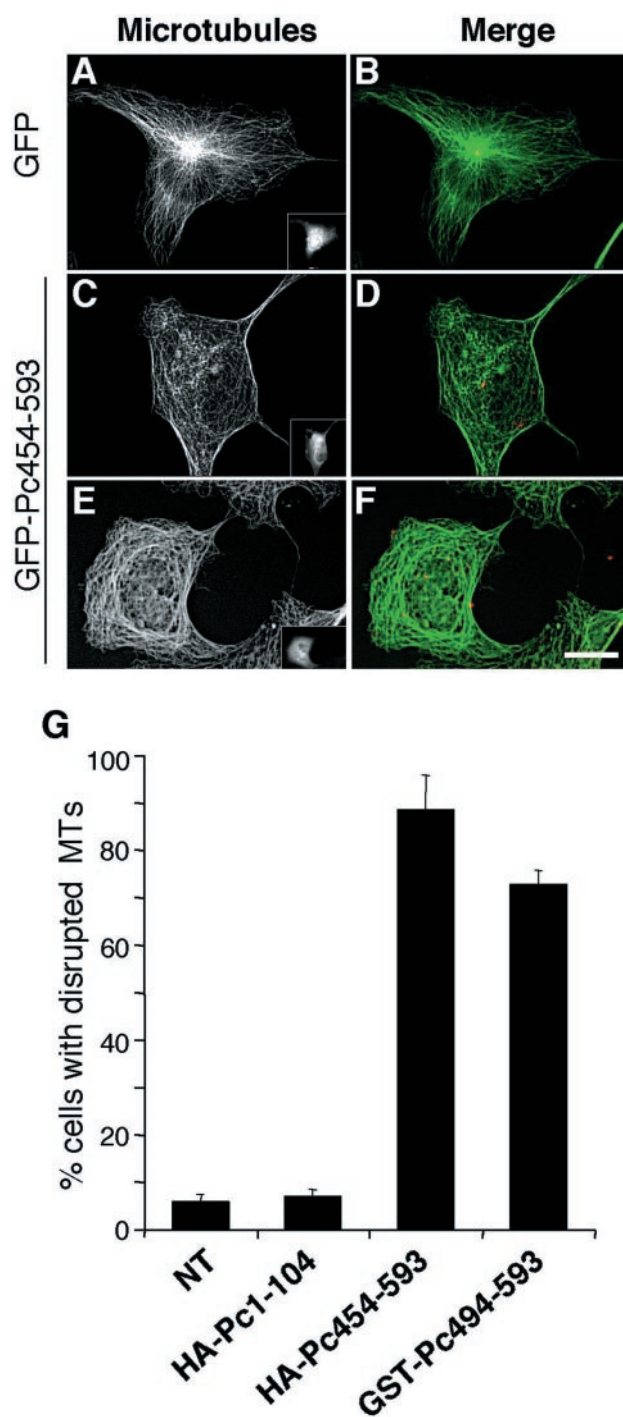 Microtubules Merge
GFP
A B
GFP-Pc454-593
C D
E F
G
% cells with disrupted MTs
100
80
60
40
20
0
NT
HA-Pc1-104
HA-Pc454-593
GST-Pc494-593